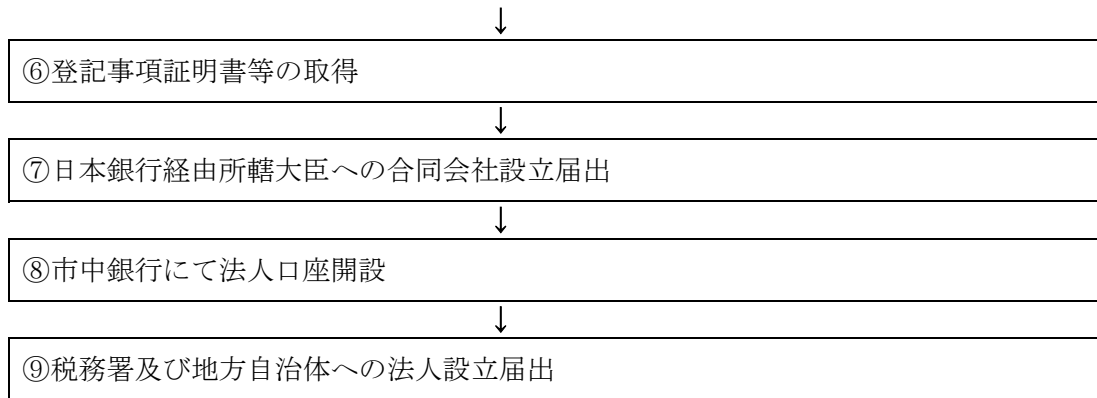 ↓
⑥登記事項証明書等の取得
↓
⑦日本銀行経由所轄大臣への合同会社設立届出
↓
⑧市中銀行にて法人口座開設
↓
⑨税務署及び地方自治体への法人設立届出